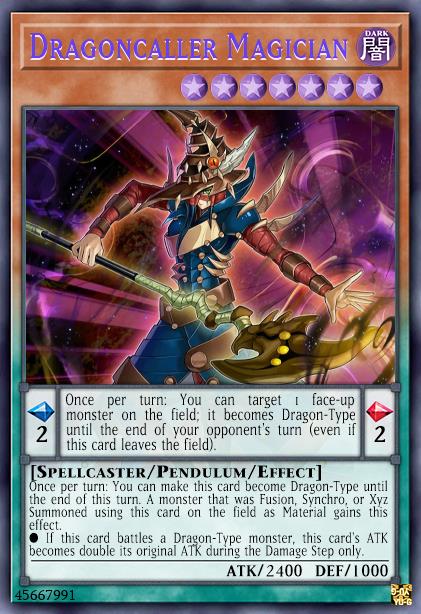 DRAGONCALLER MAGICIAN
DARK
闇
Once per turn: You can target 1 face-up
monster on the field; it becomes Dragon-Type
until the end of your opponent's turn (even if
this card leaves the field).
2
2
[SPELLCASTER/PENDULUM/EFFECT]
Once per turn: You can make this card become Dragon-Type until
the end of this turn. A monster that was Fusion, Synchro, or Xyz
Summoned using this card on the field as Material gains this
effect.
● If this card battles a Dragon-Type monster, this card's ATK
becomes double its original ATK during the Damage Step only.
ATK/2400 DEF/1000
45667991